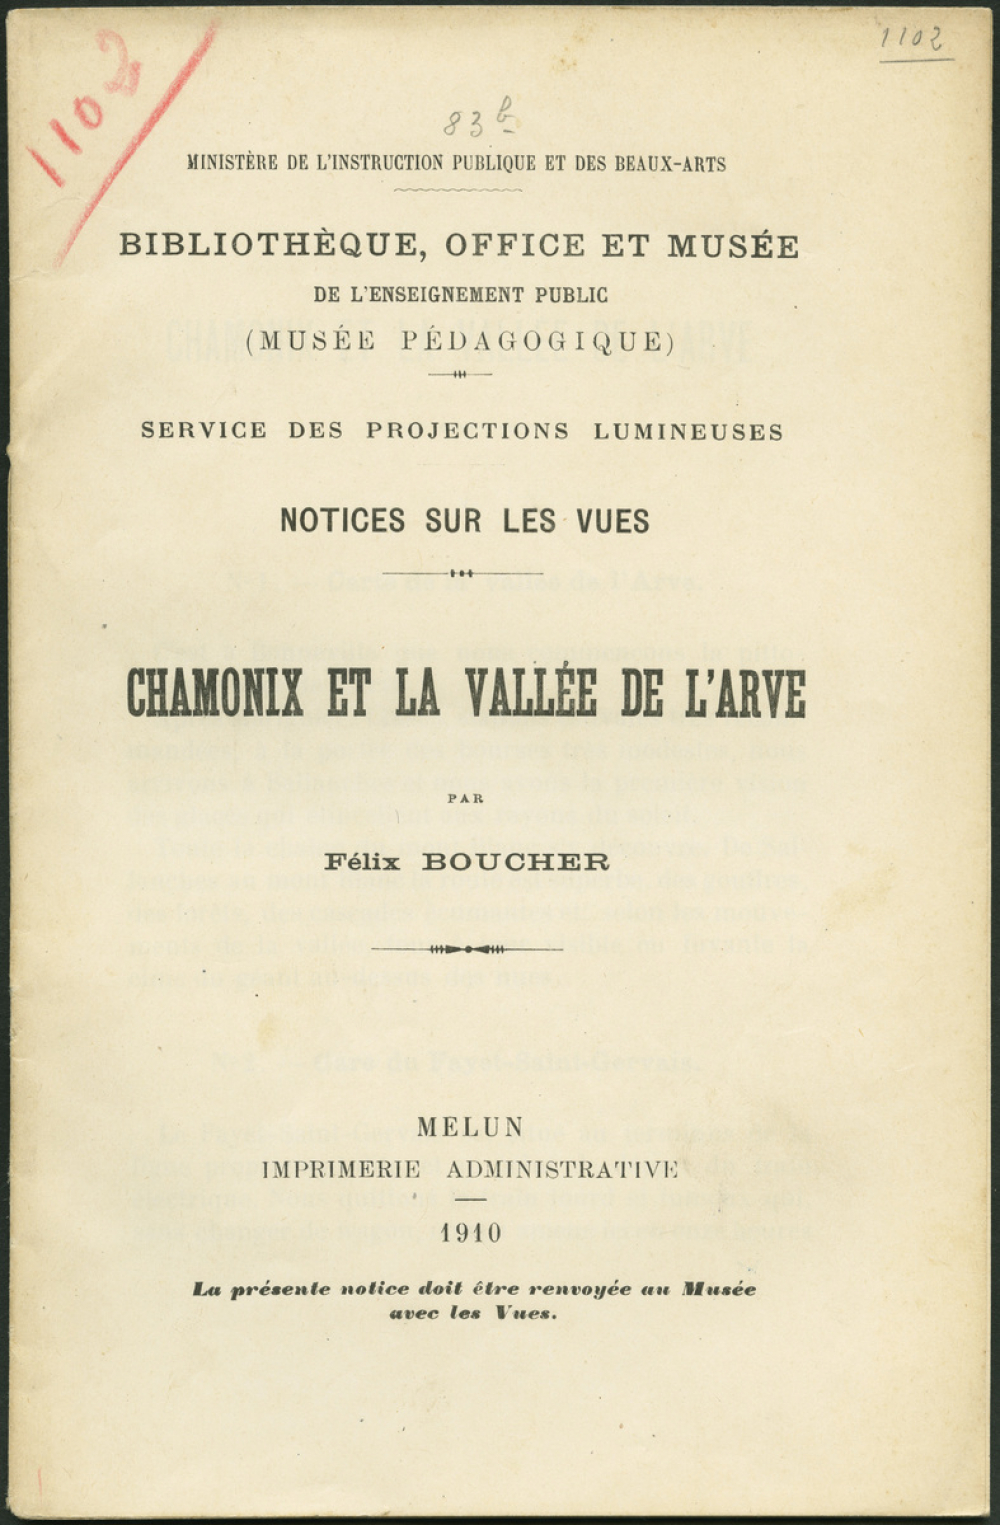 1102
1102
83 b
MINISTÈRE DE L'INSTRUCTION PUBLIQUE ET DES BEAUX-ARTS
BIBLIOTHÈQUE, OFFICE ET MUSÉE
DE L'ENSEIGNEMENT PUBLIC
(MUSÉE PÉDAGOGIQUE)
SERVICE DES PROJECTIONS LUMINEUSES
NOTICES SUR LES VUES
CHAMONIX ET LA VALLÉE DE L'ARVE
PAR
Félix BOUCHER
MELUN
IMPRIMERIE ADMINISTRATIVE
1910
La présente notice doit être renvoyée au Musée
avec les Vues.